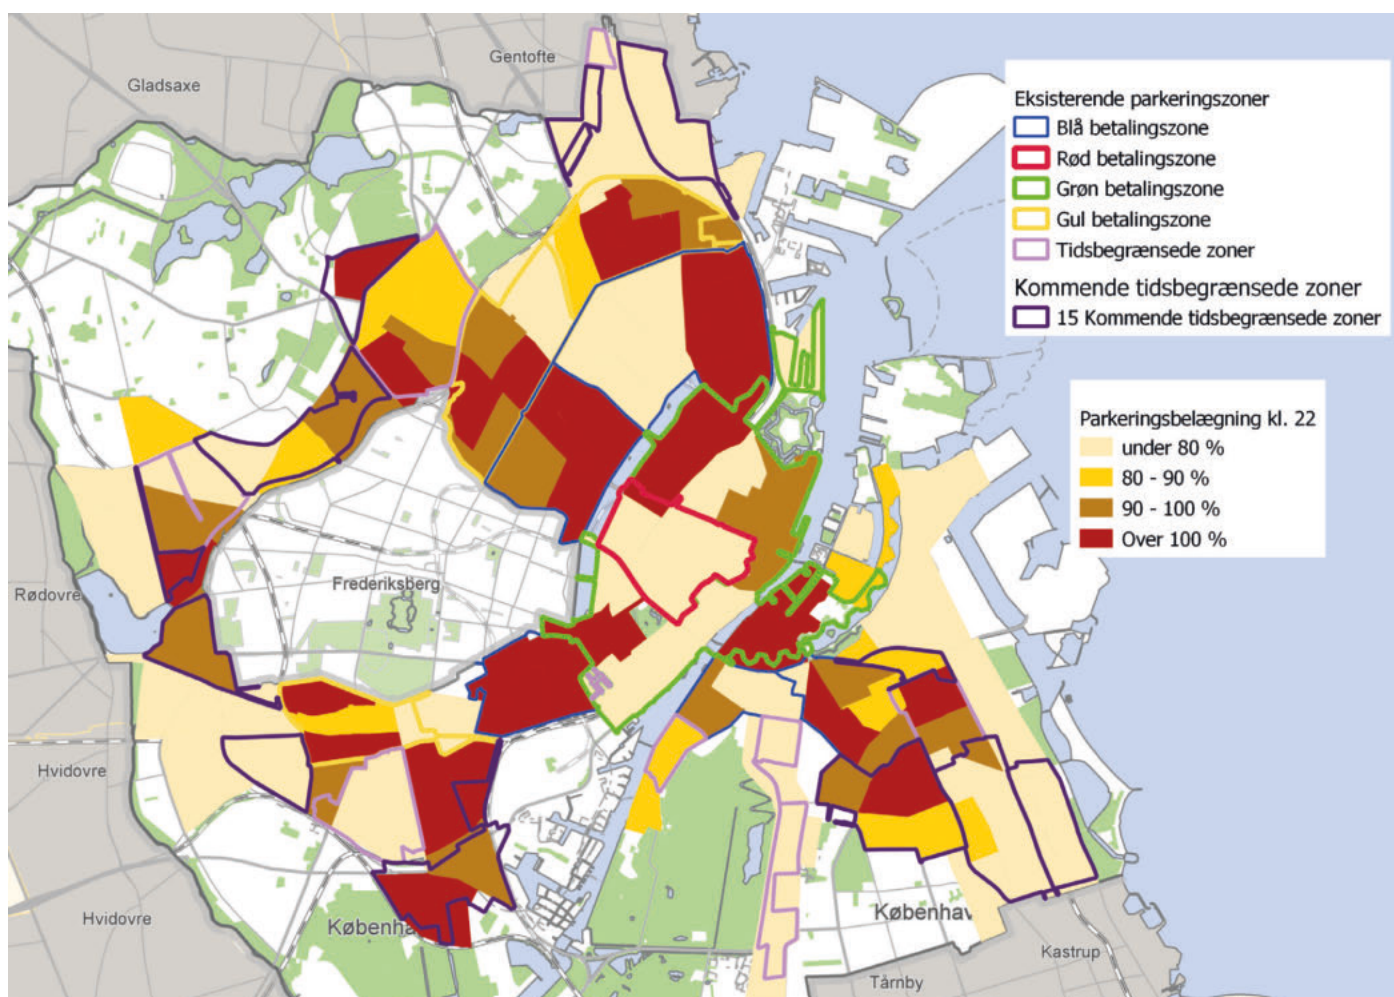 Gentofte
Gladsaxe
Eksisterende parkeringszoner
Blå betalingszone
Rød betalingszone
Grøn betalingszone
Gul betalingszone
Tidsbegrænsede zoner
Kommende tidsbegrænsede zoner
15 Kommende tidsbegrænsede zoner
Parkeringsbelægning kl. 22
under 80 %
80 - 90 %
90 - 100 %
Over 100 %
Frederiksberg
Rødovre
Hvidovre
Hvidovre
Københa
Københav
Kastrup
Tårnby